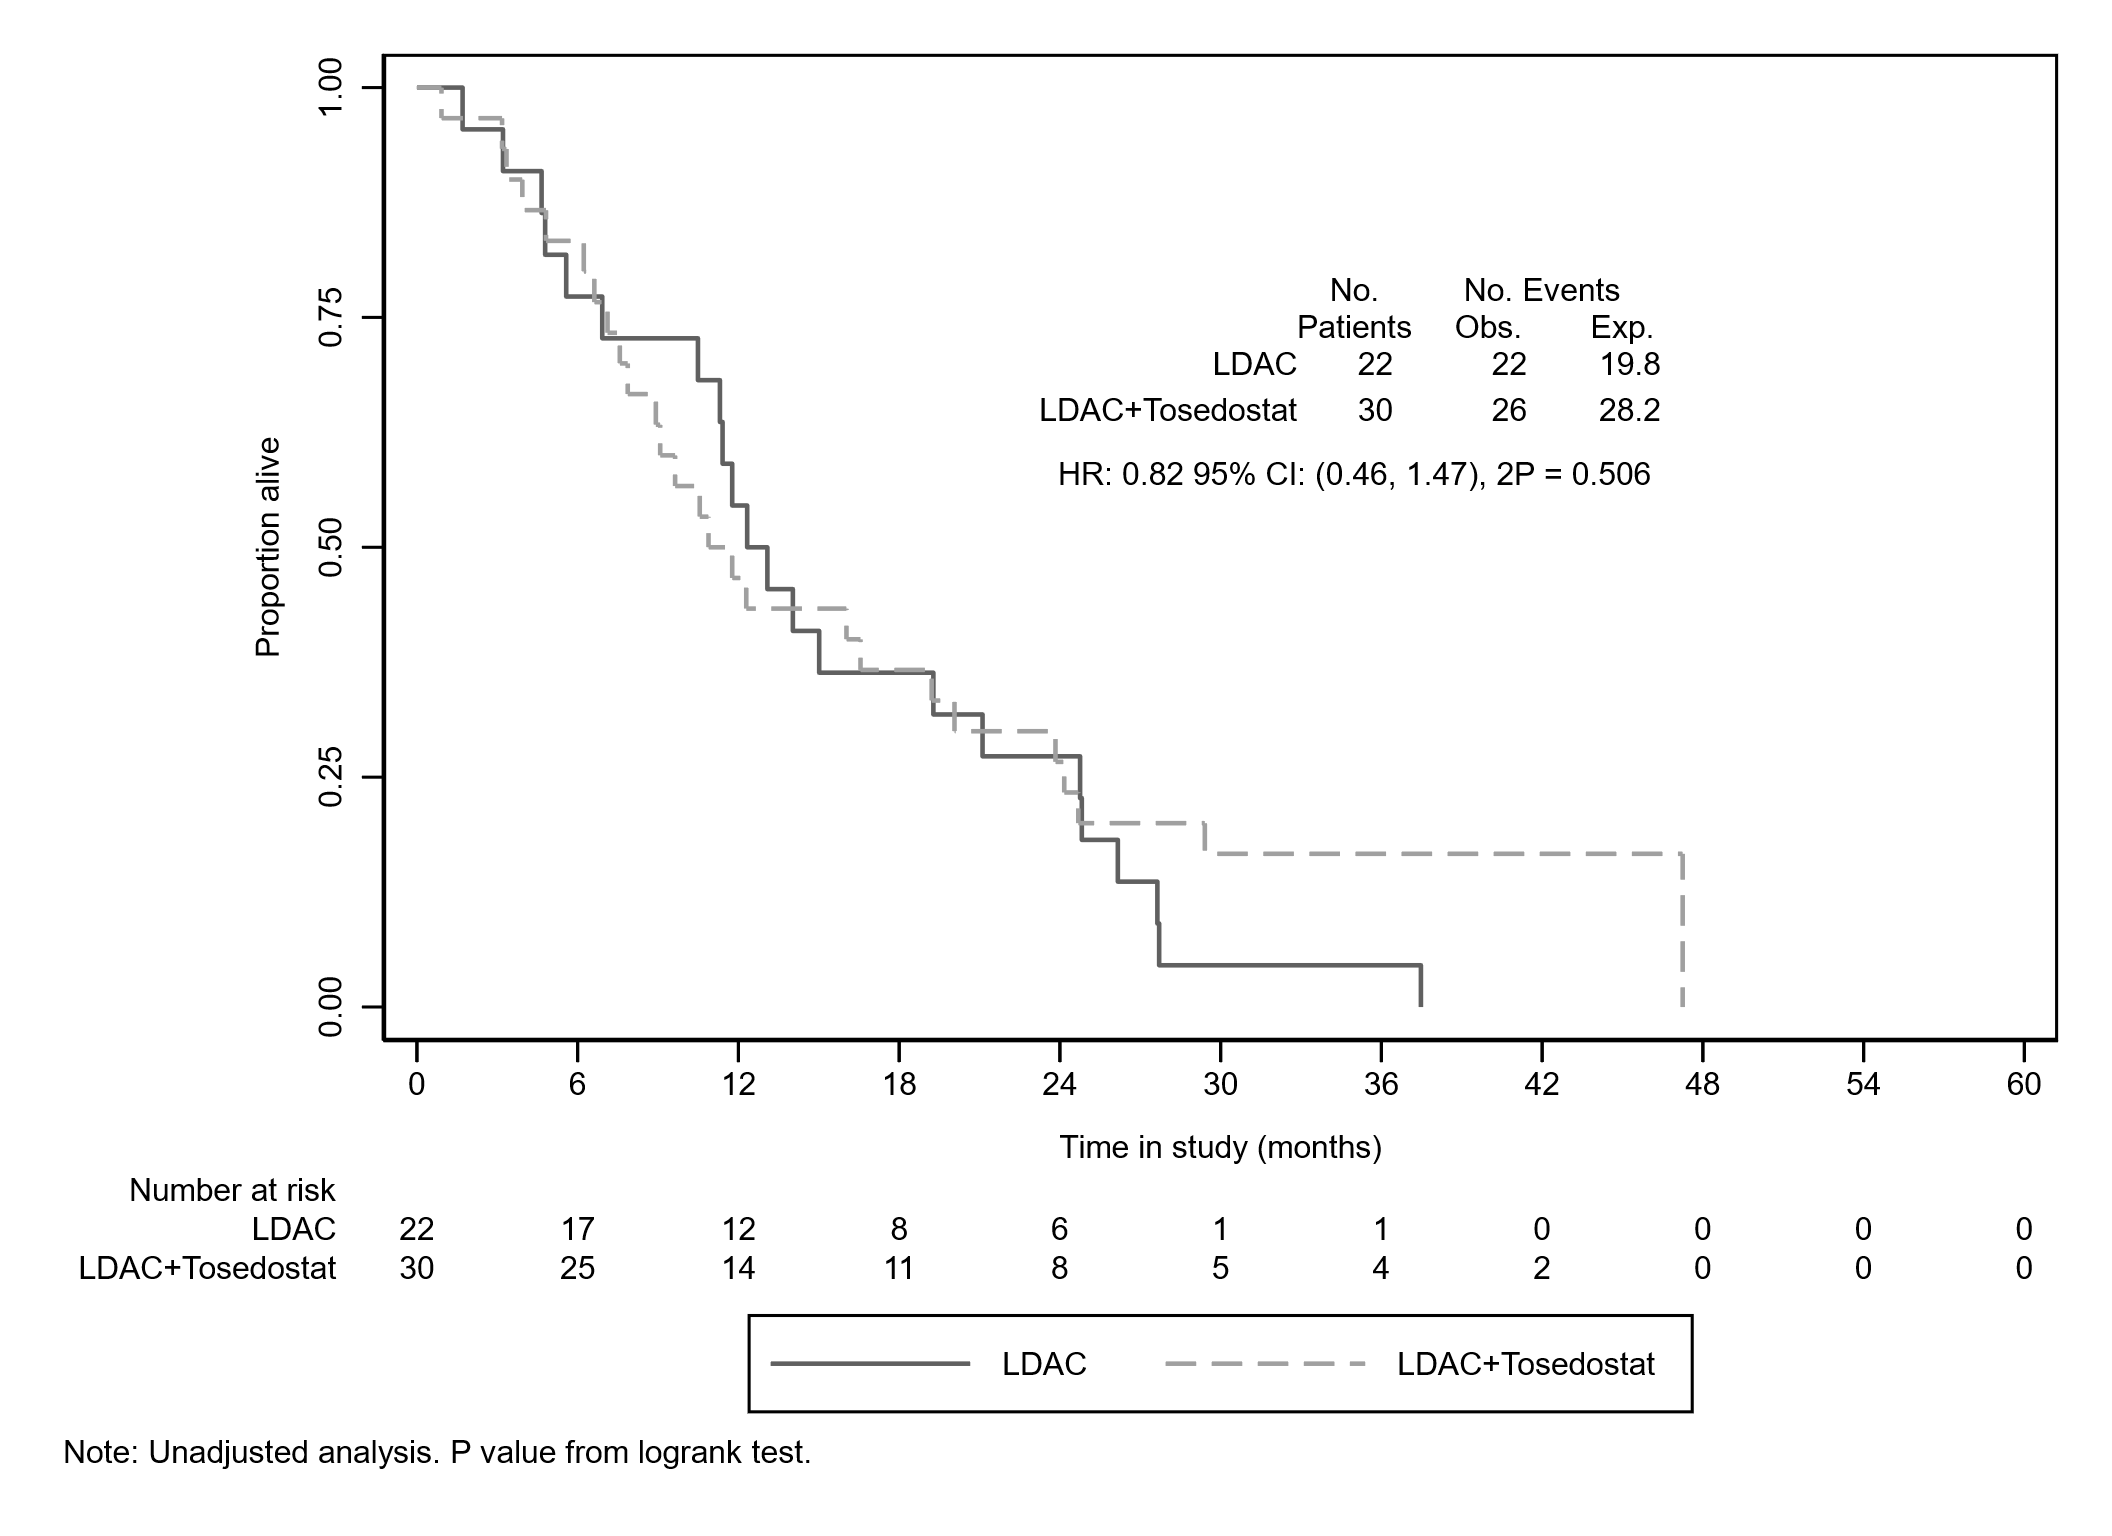 1.00
0.75
0.50
0.25
0.00
Proportion alive
No. No. Events
Patients Obs. Exp.
LDAC 22 22 19.8
LDAC+Tosedostat 30 26 28.2
HR: 0.82 95% CI: (0.46, 1.47), 2P = 0.506
0 6 12 18 24 30 36 42 48 54 60
Time in study (months)
Number at risk
LDAC 22 17 12 8 6 1 1 0 0 0 0
LDAC+Tosedostat 30 25 14 11 8 5 4 2 0 0 0
LDAC LDAC+Tosedostat
Note: Unadjusted analysis. P value from logrank test.